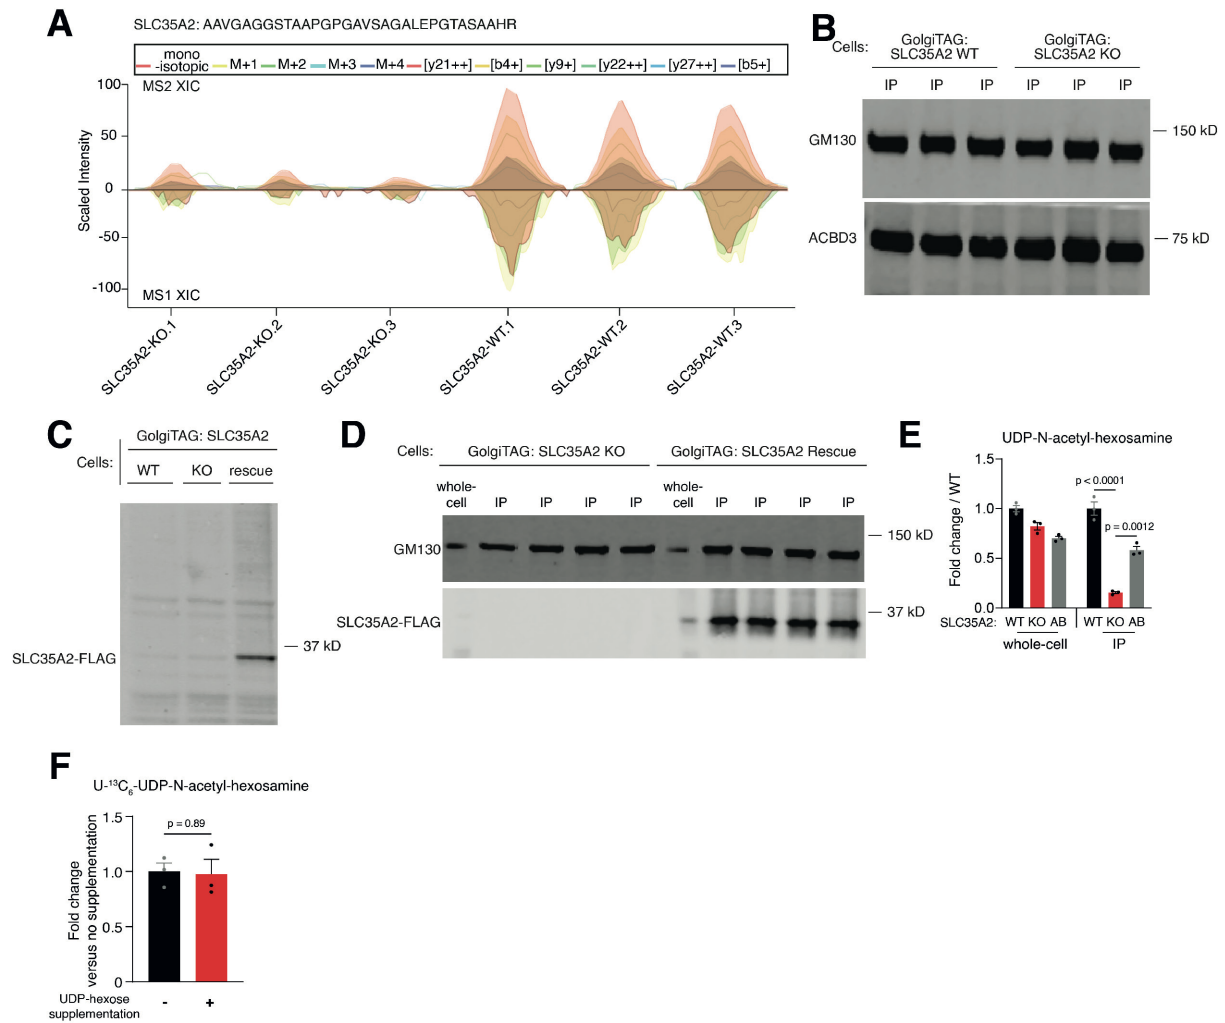 A
SLC35A2: AAVGAGGSTAAPGPGAVSAGALEPGTASAAHR
mono
-isotopic
M+1
M+2
M+3
M+4
[y21++]
[b4+]
[y9+]
[y22++]
[y27++]
[b5+]
MS2 XIC
100
50
0
-50
-100
Scaled Intensity
MS1 XIC
SLC35A2-KO.1
SLC35A2-KO.2
SLC35A2-KO.3
SLC35A2-WT.1
SLC35A2-WT.2
SLC35A2-WT.3
B
Cells:
GolgiTAG:
SLC35A2 WT
GolgiTAG:
SLC35A2 KO
IP IP IP IP IP IP
GM130
150 kD
ACBD3
75 kD
C
GolgiTAG: SLC35A2
Cells:
WT KO rescue
37 kD
SLC35A2-FLAG
D
Cells:
GolgiTAG: SLC35A2 KO
GolgiTAG: SLC35A2 Rescue
whole-
cell
IP IP IP IP
whole-
cell
IP IP IP IP
GM130
150 kD
SLC35A2-FLAG
37 kD
E
UDP-N-acetyl-hexosamine
1.5
1.0
0.5
0.0
Fold change / WT
p < 0.0001
p = 0.0012
SLC35A2: WT KO AB WT KO AB
whole-cell IP
F
U-¹³C₆-UDP-N-acetyl-hexosamine
1.5
1.0
0.5
0
Fold change
versus no supplementation
p = 0.89
UDP-hexose
supplementation
- +